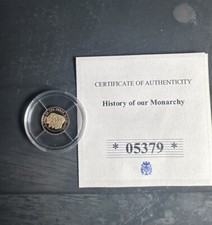 CERTIFICATE OF AUTHENTICITY
History of our Monarchy
* 05379 *